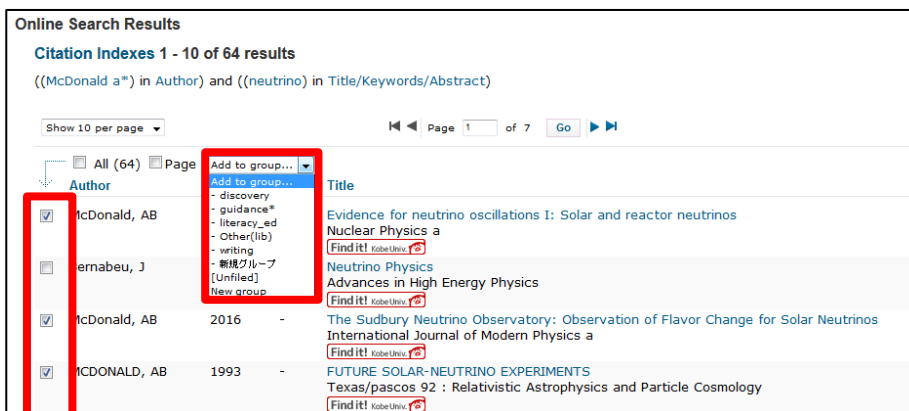 Online Search Results
Citation Indexes 1 - 10 of 64 results
((McDonald a*) in Author) and ((neutrino) in Title/Keywords/Abstract)
Show 10 per page Page 1 of 7 Go
All (64) Page Add to group...
Author Title
Add to group...
- discovery
- guidance*
- literacy_ed
- Other(lib)
- writing
- 新規グループ
[Unfiled]
New group
McDonald, AB Evidence for neutrino oscillations I: Solar and reactor neutrinos
Nuclear Physics a
Find it! Kobe Univ.
ernabeu, J Neutrino Physics
Advances in High Energy Physics
Find it! Kobe Univ.
McDonald, AB 2016 - The Sudbury Neutrino Observatory: Observation of Flavor Change for Solar Neutrinos
International Journal of Modern Physics a
Find it! Kobe Univ.
MCDONALD, AB 1993 - FUTURE SOLAR-NEUTRINO EXPERIMENTS
Texas/pascos 92 : Relativistic Astrophysics and Particle Cosmology
Find it! Kobe Univ.